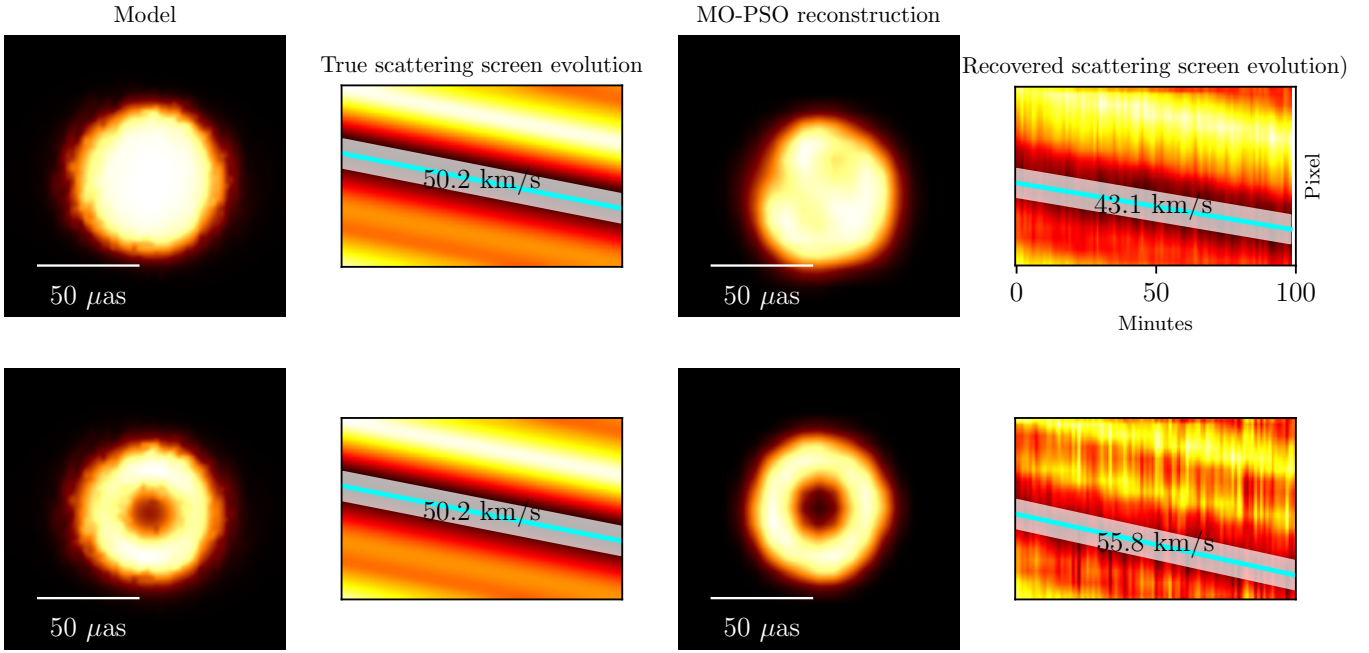 Model
MO-PSO reconstruction
True scattering screen evolution
Recovered scattering screen evolution)
50.2 km/s
43.1 km/s
Pixel
50 μas
50 μas
0 50 100
Minutes
50.2 km/s
55.8 km/s
50 μas
50 μas